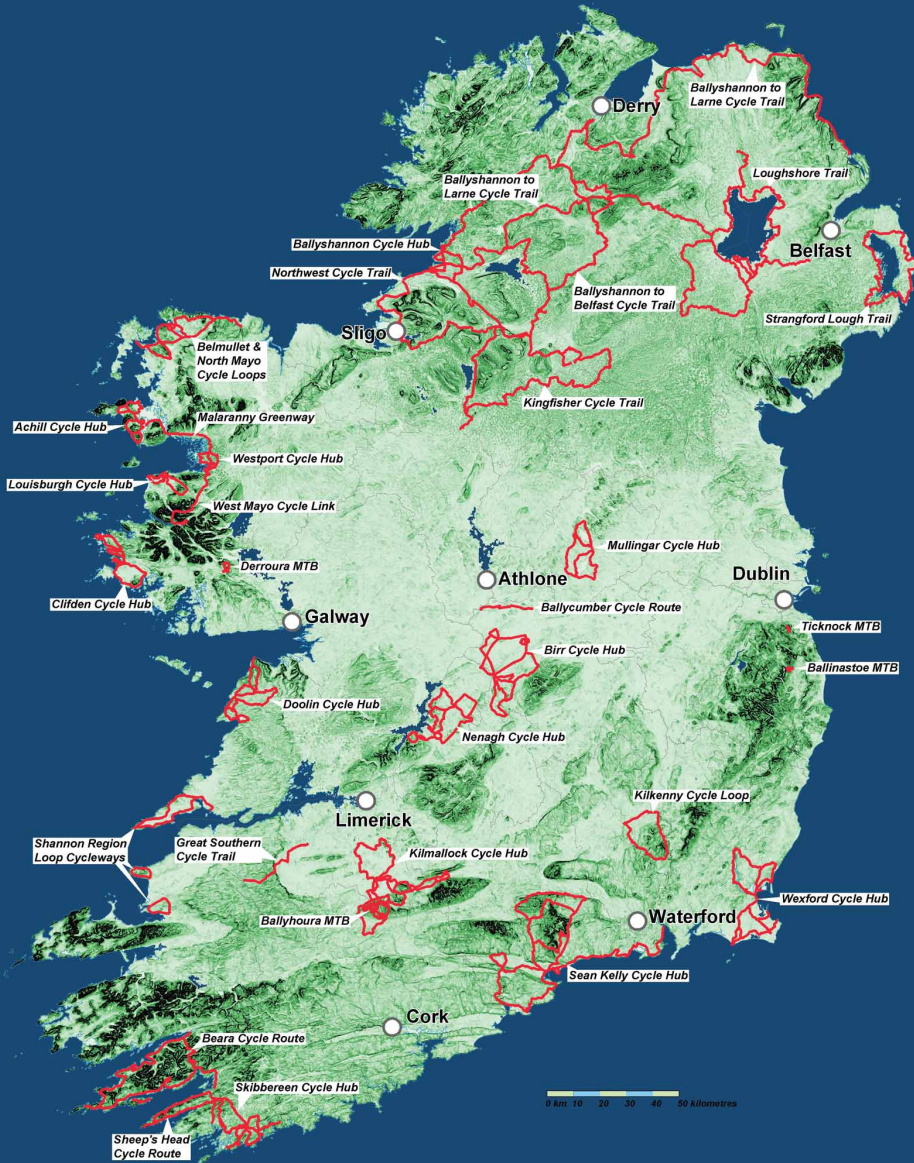 Ballyshannon to
Larne Cycle Trail
Derry
Loughshore Trail
Ballyshannon to
Larne Cycle Trail
Belfast
Ballyshannon Cycle Hub
Northwest Cycle Trail
Ballyshannon to
Belfast Cycle Trail
Strangford Lough Trail
Sligo
Belmullet &
North Mayo
Cycle Loops
Kingfisher Cycle Trail
Malaranny Greenway
Achill Cycle Hub
Westport Cycle Hub
Louisburgh Cycle Hub
West Mayo Cycle Link
Mullingar Cycle Hub
Derroura MTB
Athlone
Dublin
Clifden Cycle Hub
Ballycumber Cycle Route
Galway
Ticknock MTB
Birr Cycle Hub
Ballinastoe MTB
Doolin Cycle Hub
Nenagh Cycle Hub
Kilkenny Cycle Loop
Limerick
Shannon Region
Loop Cycleways
Great Southern
Cycle Trail
Kilmallock Cycle Hub
Wexford Cycle Hub
Ballyhoura MTB
Waterford
Sean Kelly Cycle Hub
Cork
Beara Cycle Route
Skibbereen Cycle Hub
0 km 10 20 30 40 50 kilometres
Sheep's Head
Cycle Route